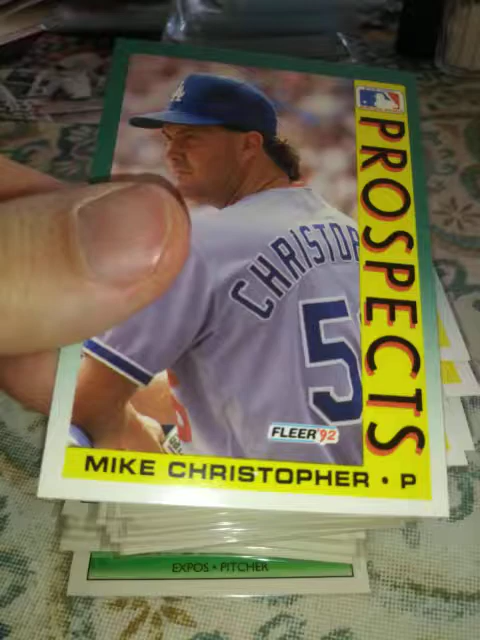 PROSPECTS
CHRISTOP
5
FLEER '92
MIKE CHRISTOPHER • P
EXPOS • PITCHER